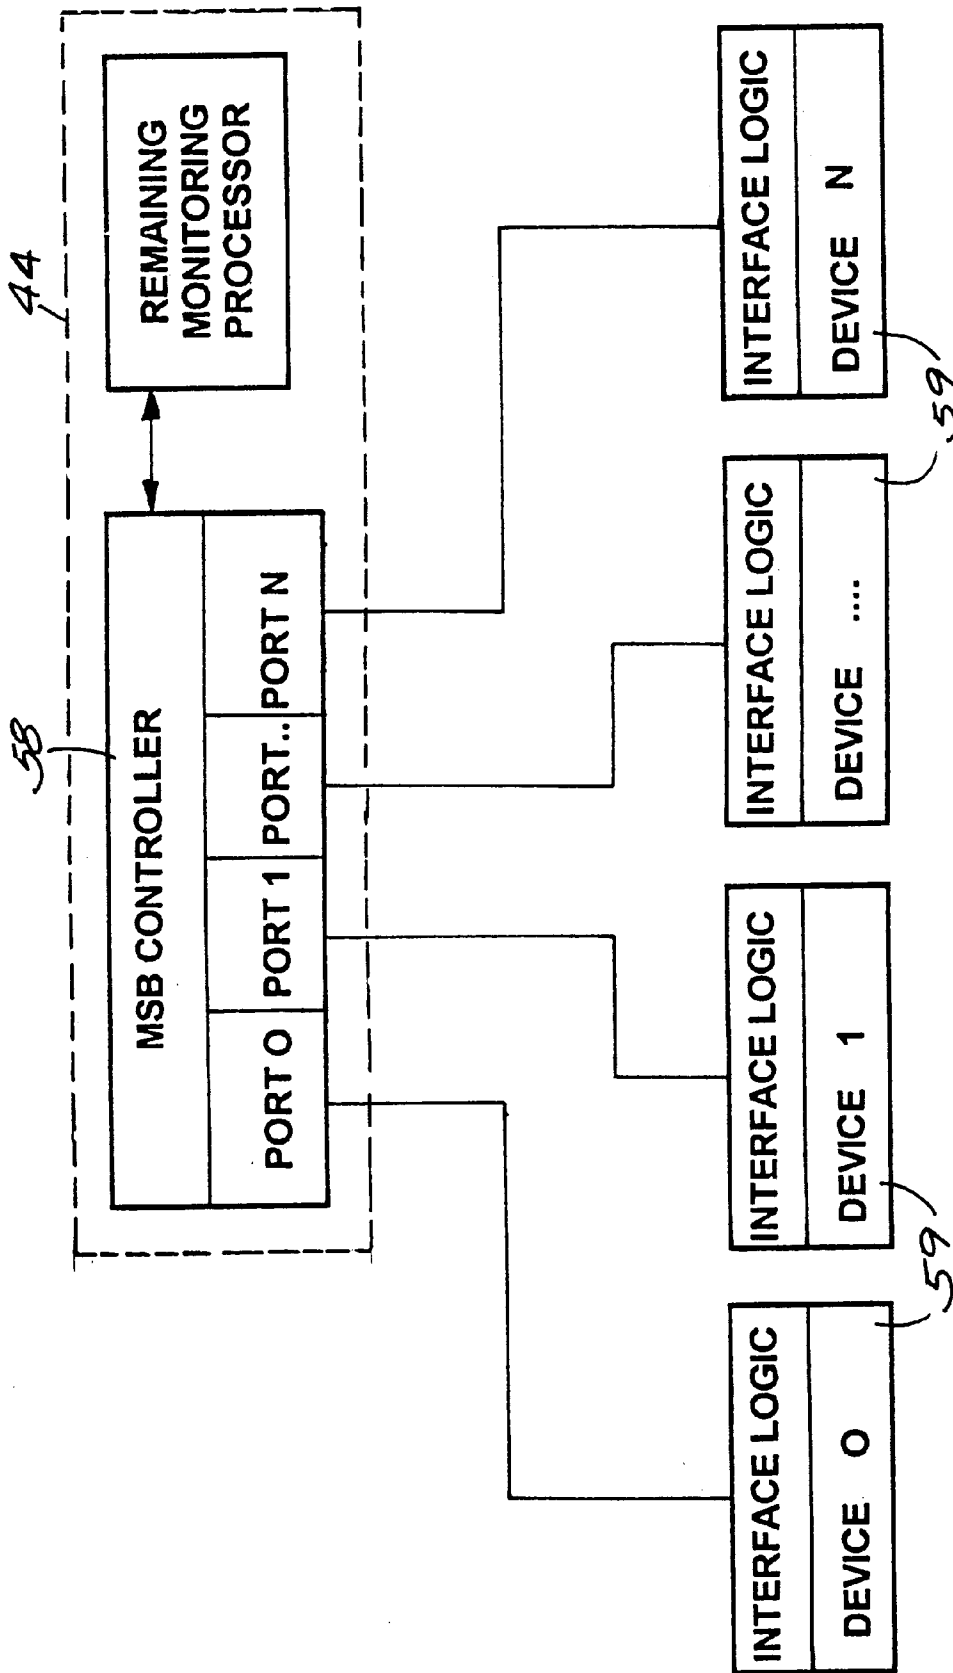 44
58
MSB CONTROLLER
PORT O
PORT 1
PORT..
PORT N
REMAINING
MONITORING
PROCESSOR
INTERFACE LOGIC
DEVICE O
INTERFACE LOGIC
DEVICE 1
INTERFACE LOGIC
DEVICE ....
INTERFACE LOGIC
DEVICE N
59
59